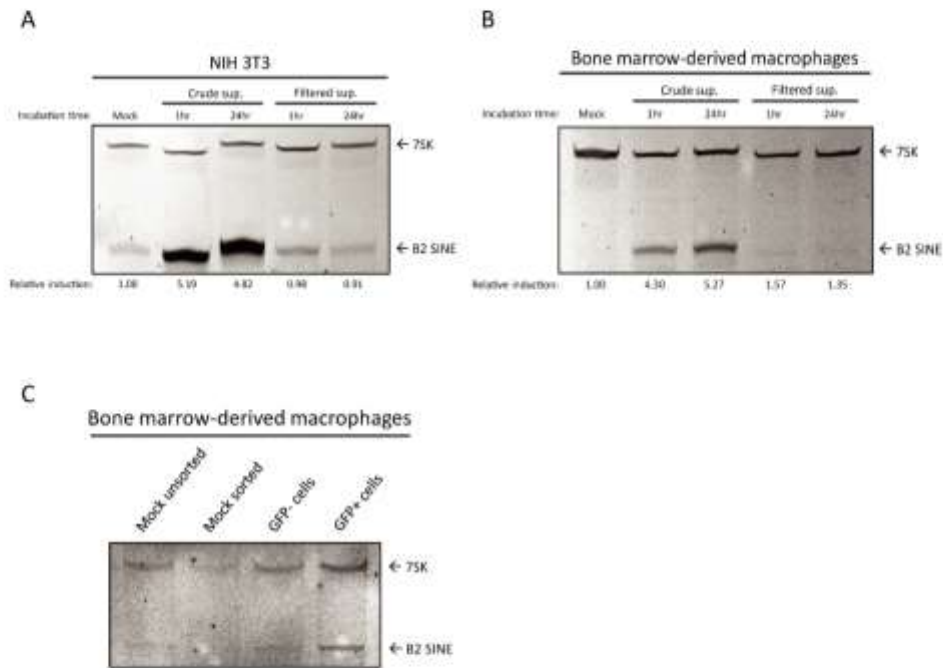 A
NIH 3T3
Crude sup. Filtered sup.
Incubation time: Mock 1hr 24hr 1hr 24hr
← 7SK
← B2 SINE
Relative induction: 1.00 5.19 4.82 0.98 0.91
B
Bone marrow-derived macrophages
Crude sup. Filtered sup.
Incubation time: Mock 1hr 24hr 1hr 24hr
← 7SK
← B2 SINE
Relative induction: 1.00 4.30 5.27 1.57 1.35
C
Bone marrow-derived macrophages
Mock unsorted
Mock sorted
GFP- cells
GFP+ cells
← 7SK
← B2 SINE